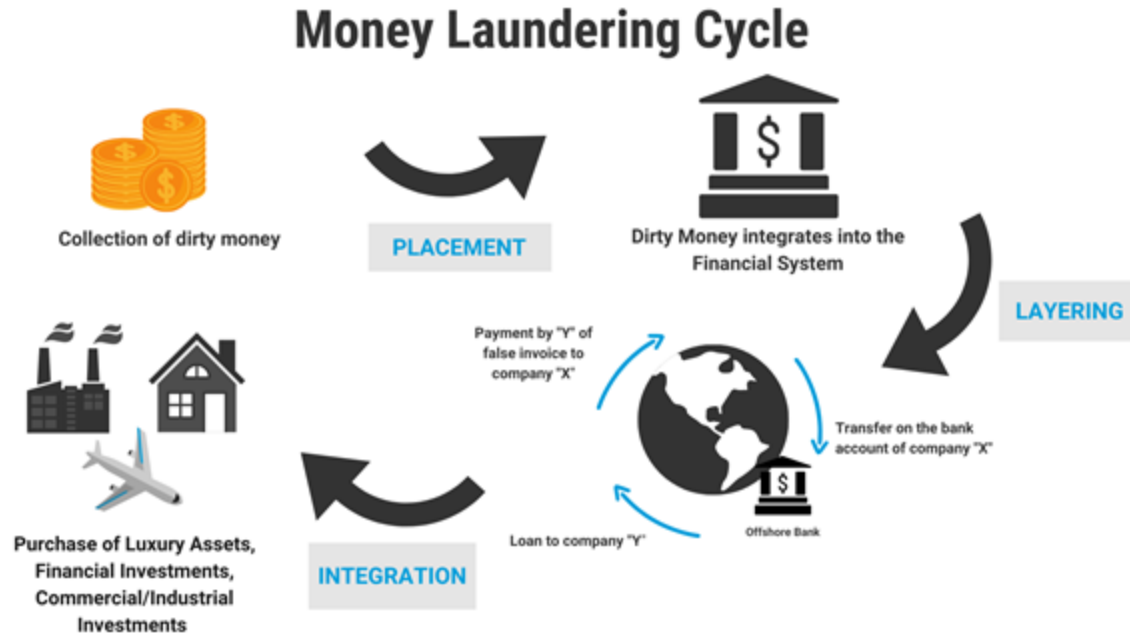 Money Laundering Cycle
Collection of dirty money
PLACEMENT
$
Dirty Money integrates into the
Financial System
LAYERING
Payment by "Y" of
false invoice to
company "X"
Transfer on the bank
account of company "X"
$
Offshore Bank
Loan to company "Y"
INTEGRATION
Purchase of Luxury Assets,
Financial Investments,
Commercial/Industrial
Investments